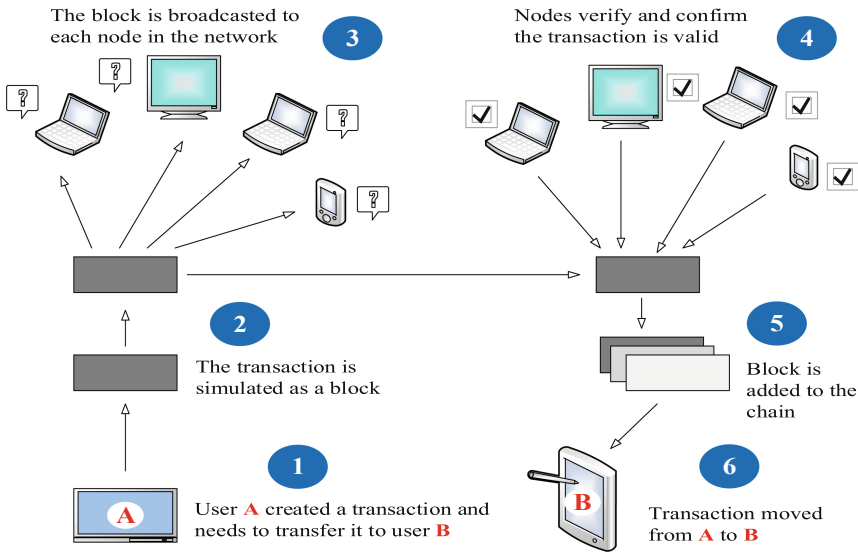 The block is broadcasted to
each node in the network
3
Nodes verify and confirm
the transaction is valid
4
?
?
?
?
2
The transaction is
simulated as a block
5
Block is
added to the
chain
1
User A created a transaction and
needs to transfer it to user B
A
B
6
Transaction moved
from A to B